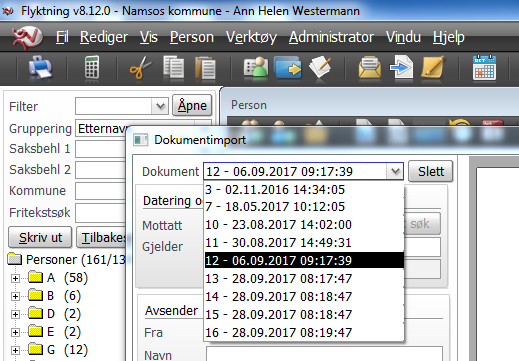 Flyktning v8.12.0 - Namsos kommune - Ann Helen Westermann
Fil Rediger Vis Person Verktøy Administrator Vindu Hjelp
Filter Åpne
Gruppering Etternav
Saksbehl 1
Saksbehl 2
Kommune
Fritekstsøk
Skriv ut Tilbakes
Personer (161/13
A (58)
B (6)
D (2)
E (2)
G (12)
Person
Dokumentimport
Dokument 12 - 06.09.2017 09:17:39 Slett
3 - 02.11.2016 14:34:05
7 - 18.05.2017 10:12:05
10 - 23.08.2017 14:02:00
11 - 30.08.2017 14:49:31
12 - 06.09.2017 09:17:39
13 - 28.09.2017 08:17:47
14 - 28.09.2017 08:18:47
15 - 28.09.2017 08:18:47
16 - 28.09.2017 08:19:47
Datering o
Mottatt søk
Gjelder
Avsender
Fra
Navn